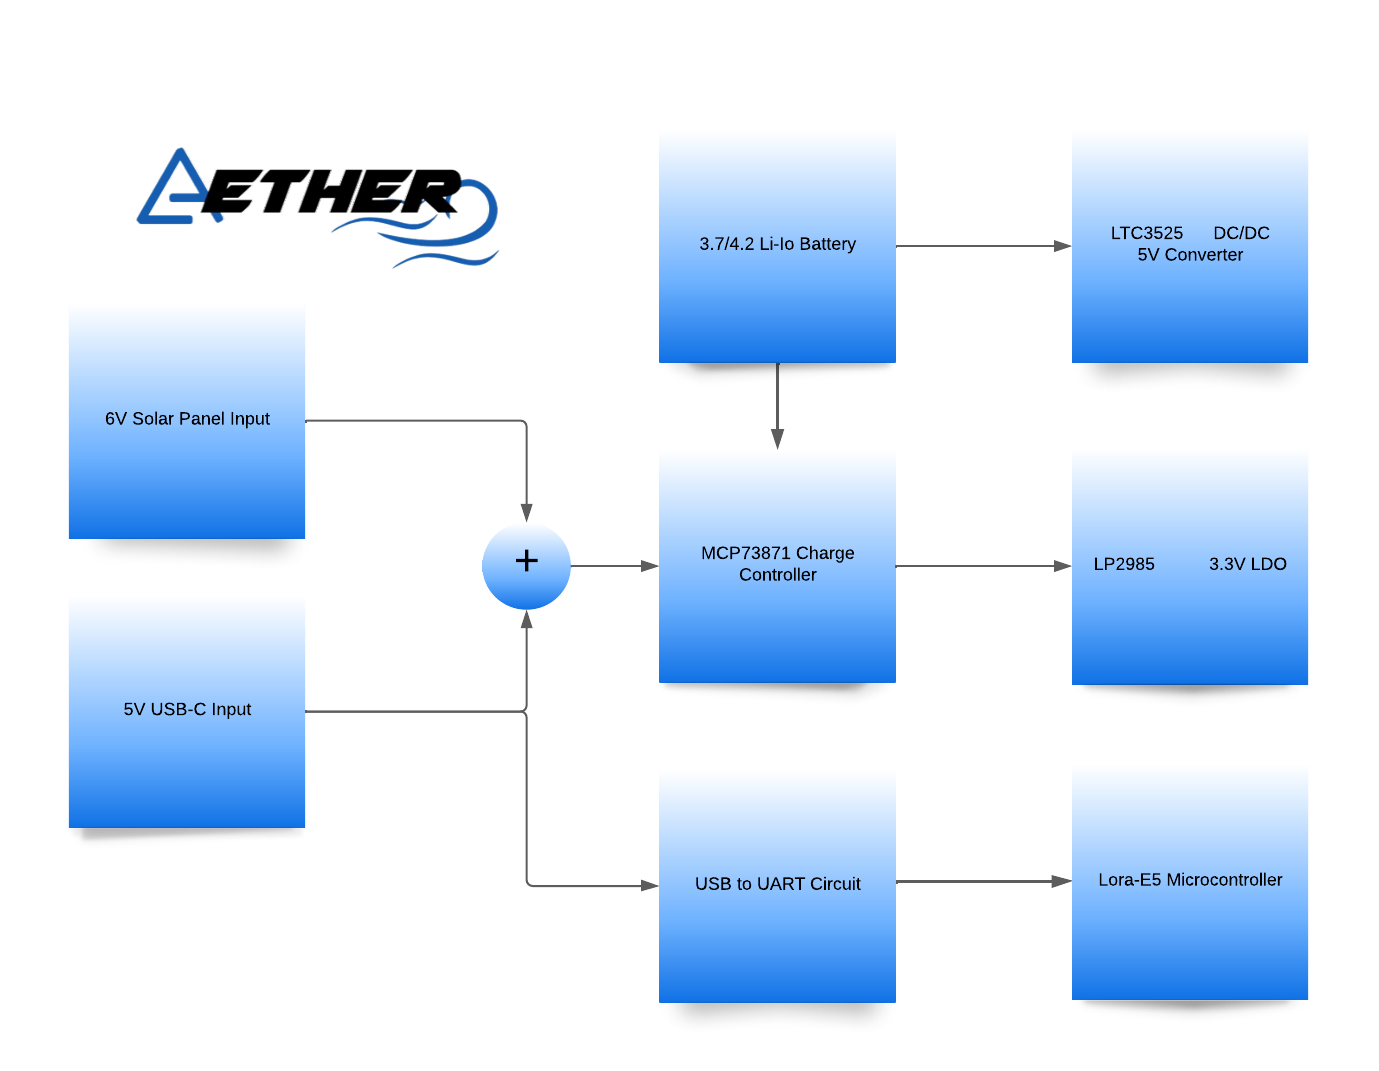 AETHER
3.7/4.2 Li-Io Battery
LTC3525 DC/DC
5V Converter
6V Solar Panel Input
+
MCP73871 Charge
Controller
LP2985 3.3V LDO
5V USB-C Input
USB to UART Circuit
Lora-E5 Microcontroller